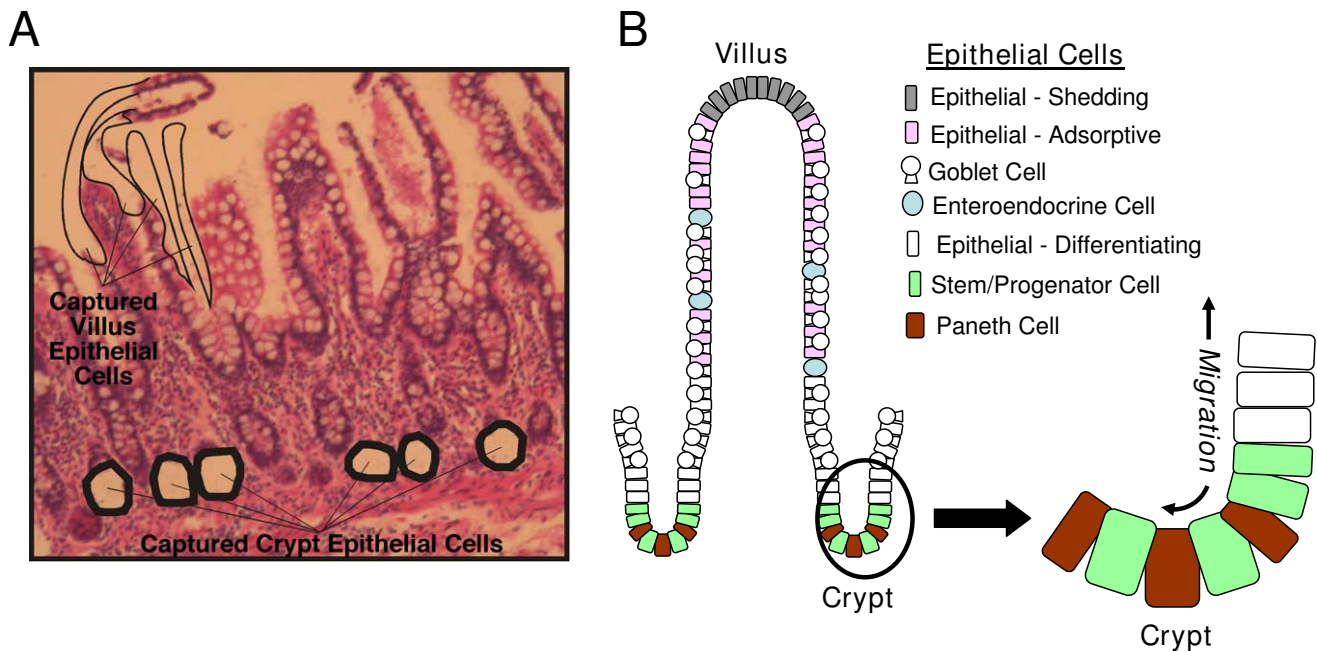 A
Captured
Villus
Epithelial
Cells
Captured Crypt Epithelial Cells
B
Villus
Epithelial Cells
Epithelial - Shedding
Epithelial - Adsorptive
Goblet Cell
Enteroendocrine Cell
Epithelial - Differentiating
Stem/Progenator Cell
Paneth Cell
Migration
Crypt
Crypt